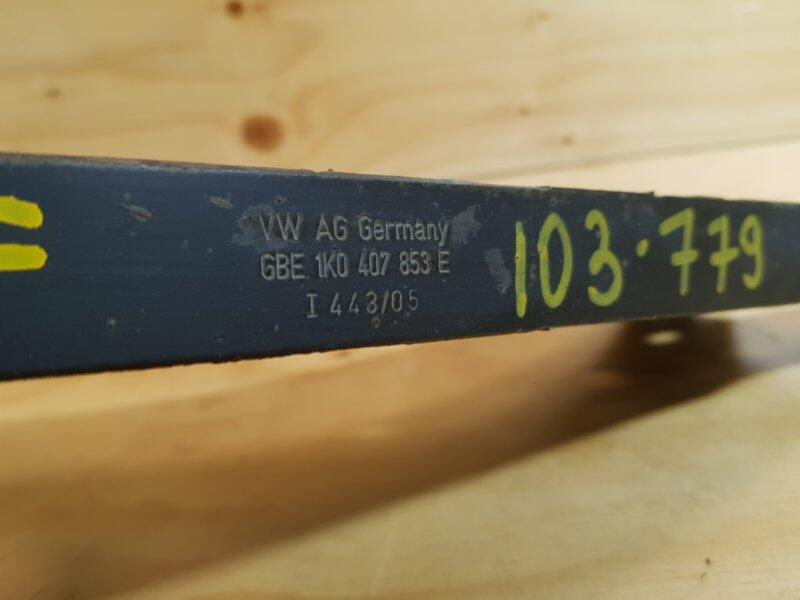 VW AG Germany
GBE 1K0 407 853 E
I 443/05
103.779